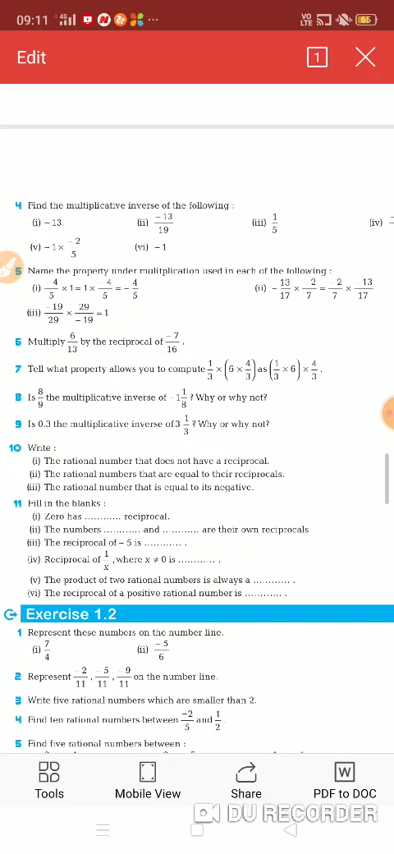 09:11 VO LTE 65
Edit 1
4 Find the multiplicative inverse of the following :
(i) – 13 (ii) –13/19 (iii) 1/5 (iv)
(v) – 1 × –2/5 (vi) – 1
5 Name the property under mulitplication used in each of the following :
(i) –4/5 × 1 = 1 × –4/5 = – 4/5 (ii) – 13/17 × –2/7 = –2/7 × –13/17
(iii) –19/29 × 29/–19 = 1
6 Multiply 6/13 by the reciprocal of –7/16 .
7 Tell what property allows you to compute 1/3 × (6 × 4/3) as (1/3 × 6) × 4/3 .
8 Is 8/9 the multiplicative inverse of – 1 1/8 ? Why or why not?
9 Is 0.3 the multiplicative inverse of 3 1/3 ? Why or why not?
10 Write :
(i) The rational number that does not have a reciprocal.
(ii) The rational numbers that are equal to their reciprocals.
(iii) The rational number that is equal to its negative.
11 Fill in the blanks :
(i) Zero has ........... reciprocal.
(ii) The numbers ........... and ........... are their own reciprocals
(iii) The reciprocal of – 5 is ........... .
(iv) Reciprocal of 1/x , where x ≠ 0 is ........... .
(v) The product of two rational numbers is always a ........... .
(vi) The reciprocal of a positive rational number is ........... .
Exercise 1.2
1 Represent these numbers on the number line.
(i) 7/4 (ii) –5/6
2 Represent –2/11 , –5/11 , –9/11 on the number line.
3 Write five rational numbers which are smaller than 2.
4 Find ten rational numbers between –2/5 and 1/2 .
5 Find five rational numbers between :
Tools Mobile View Share PDF to DOC
DU RECORDER